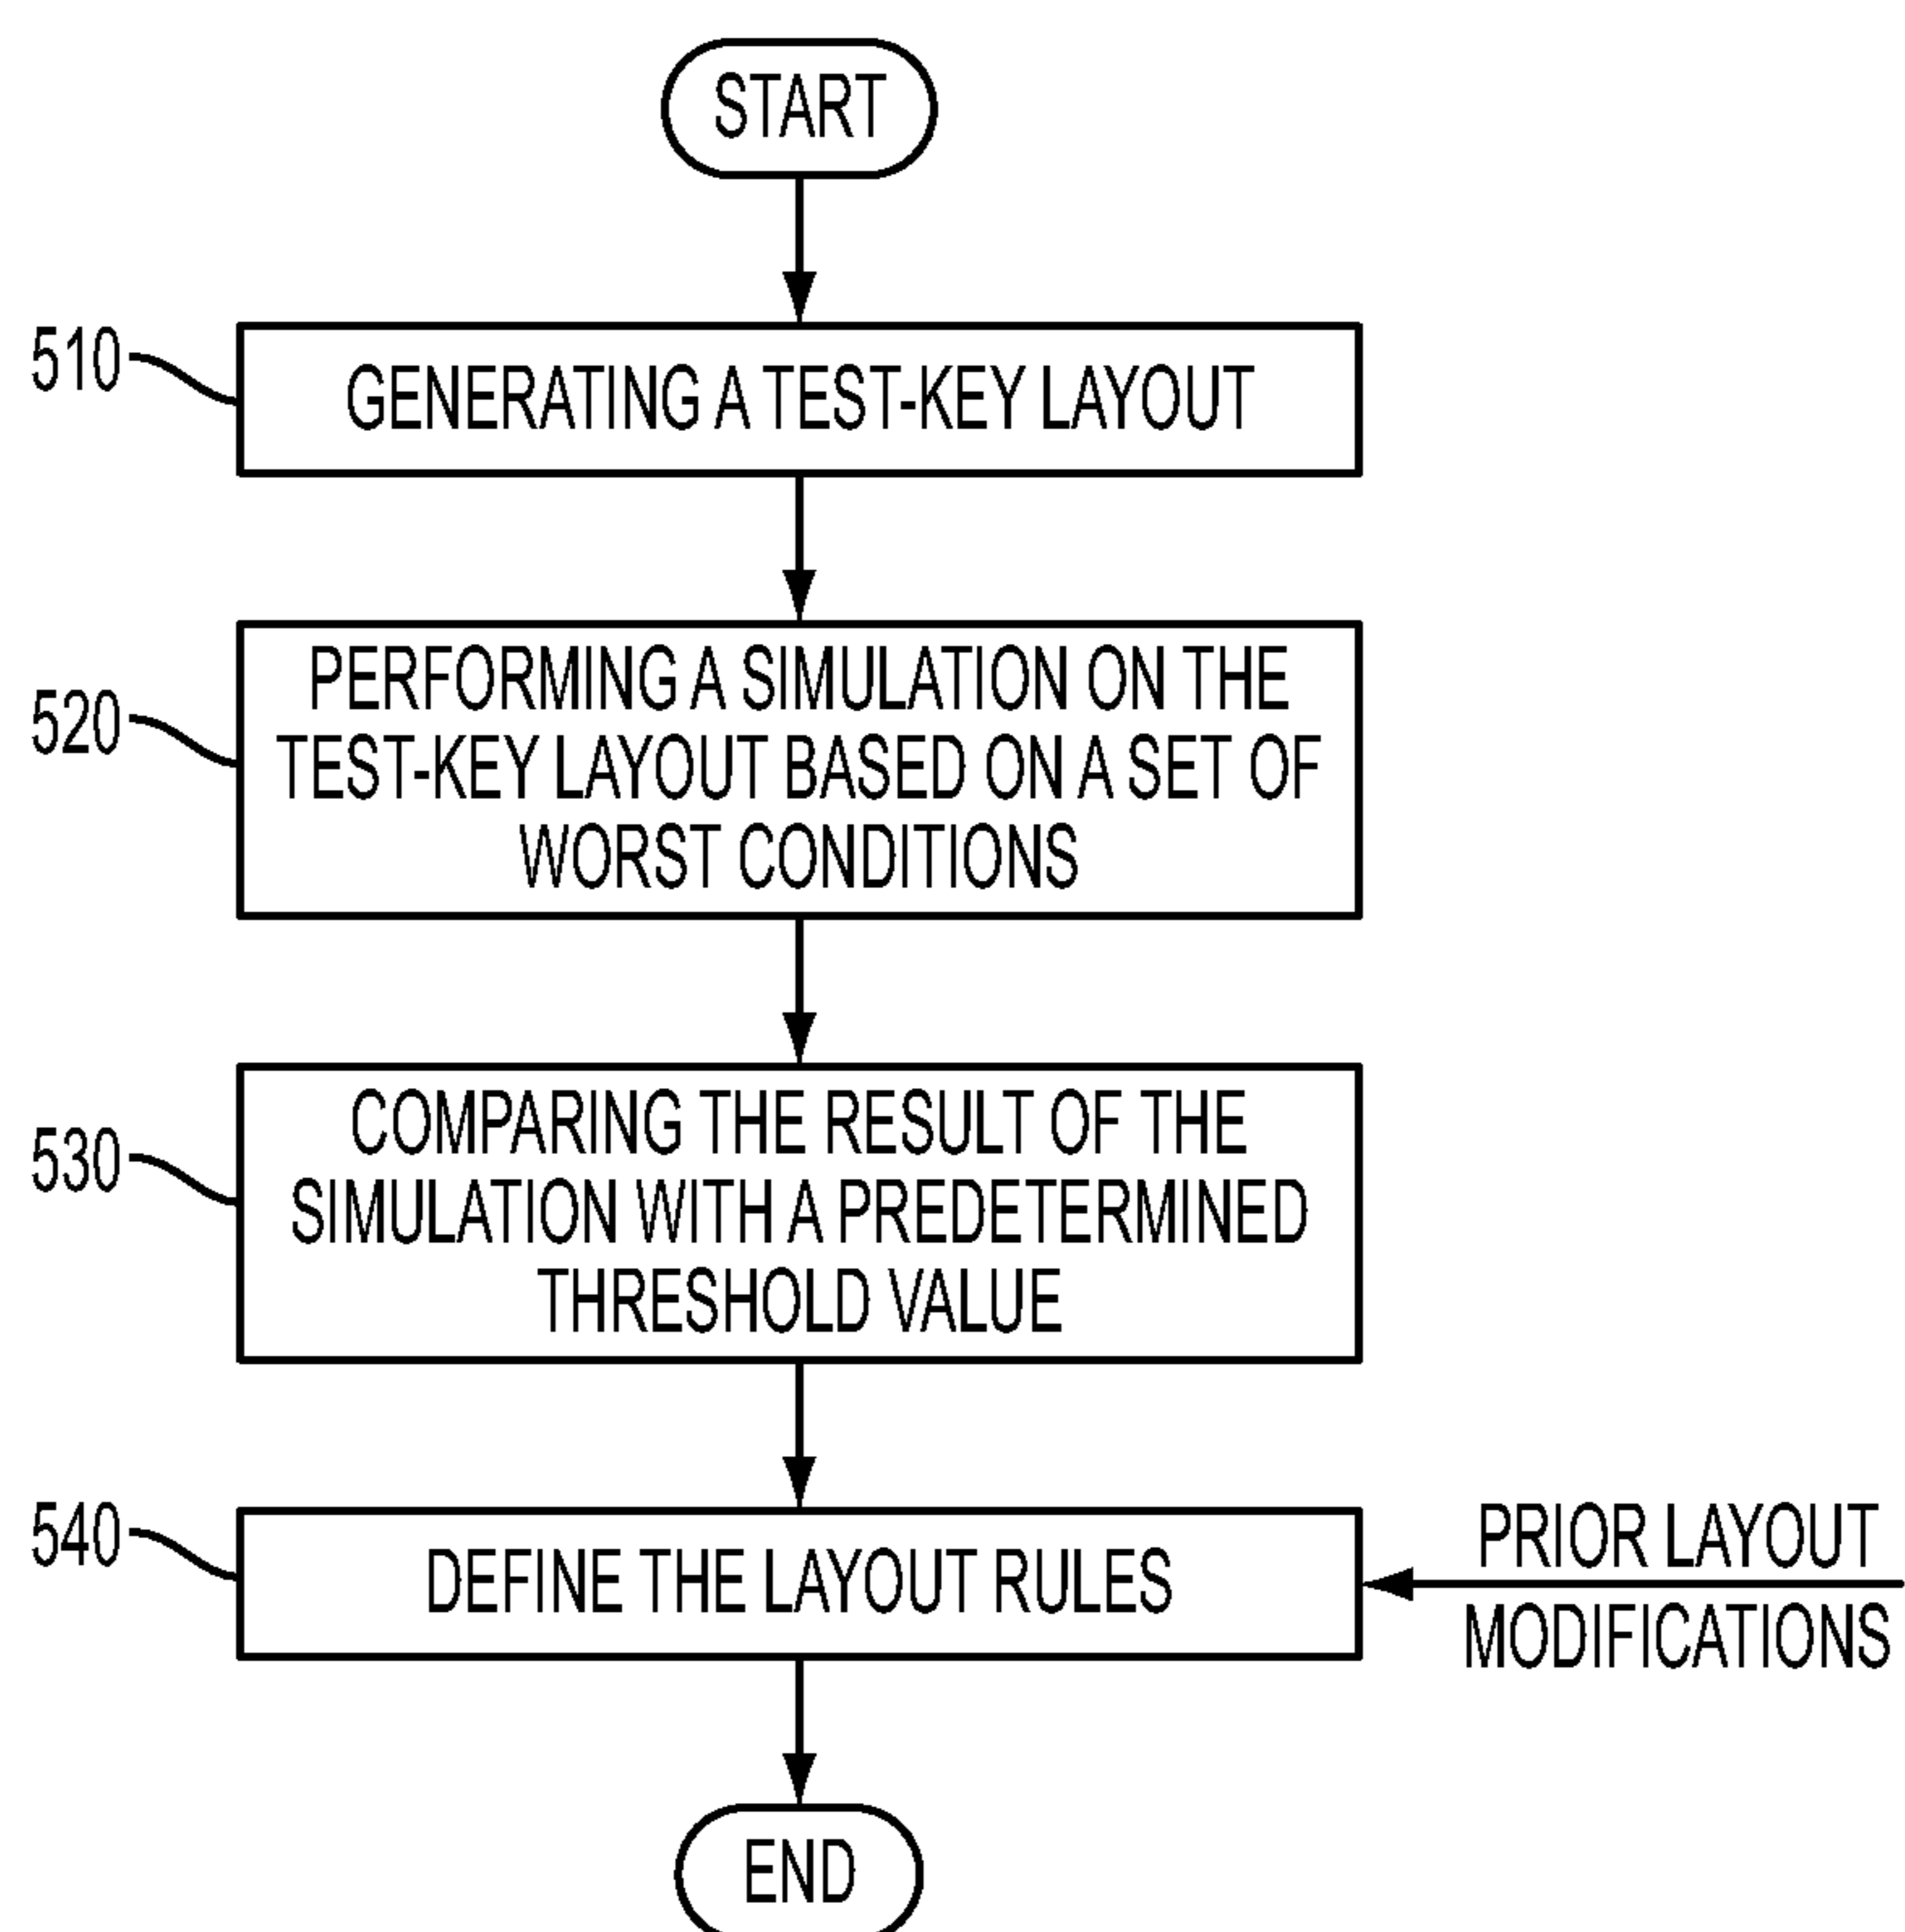 START
510
GENERATING A TEST-KEY LAYOUT
520
PERFORMING A SIMULATION ON THE
TEST-KEY LAYOUT BASED ON A SET OF
WORST CONDITIONS
530
COMPARING THE RESULT OF THE
SIMULATION WITH A PREDETERMINED
THRESHOLD VALUE
540
DEFINE THE LAYOUT RULES
PRIOR LAYOUT
MODIFICATIONS
END